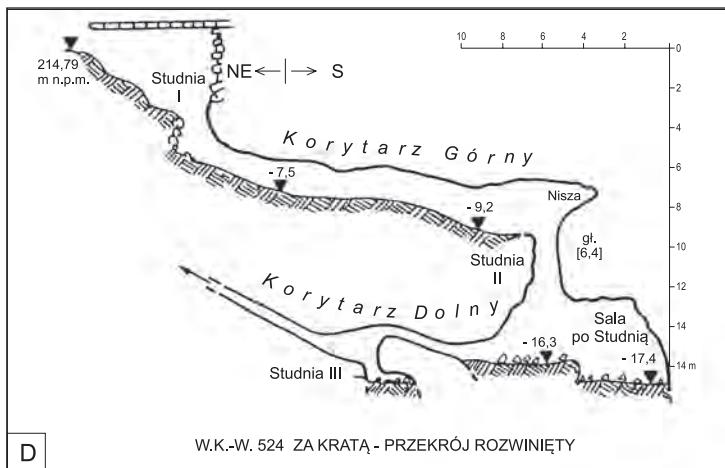 10 8 6 4 2
0
214,79
m n.p.m.
Studnia
I
NE S
2
Korytarz Górny
4
6
- 7,5
Nisza
8
- 9,2
gł.
[6,4]
10
Studnia
II
Korytarz Dolny
12
Sala
po Studnią
14
- 16,3
- 17,4
14 m
Studnia III
D
W.K.-W. 524 ZA KRATĄ - PRZEKRÓJ ROZWINIĘTY